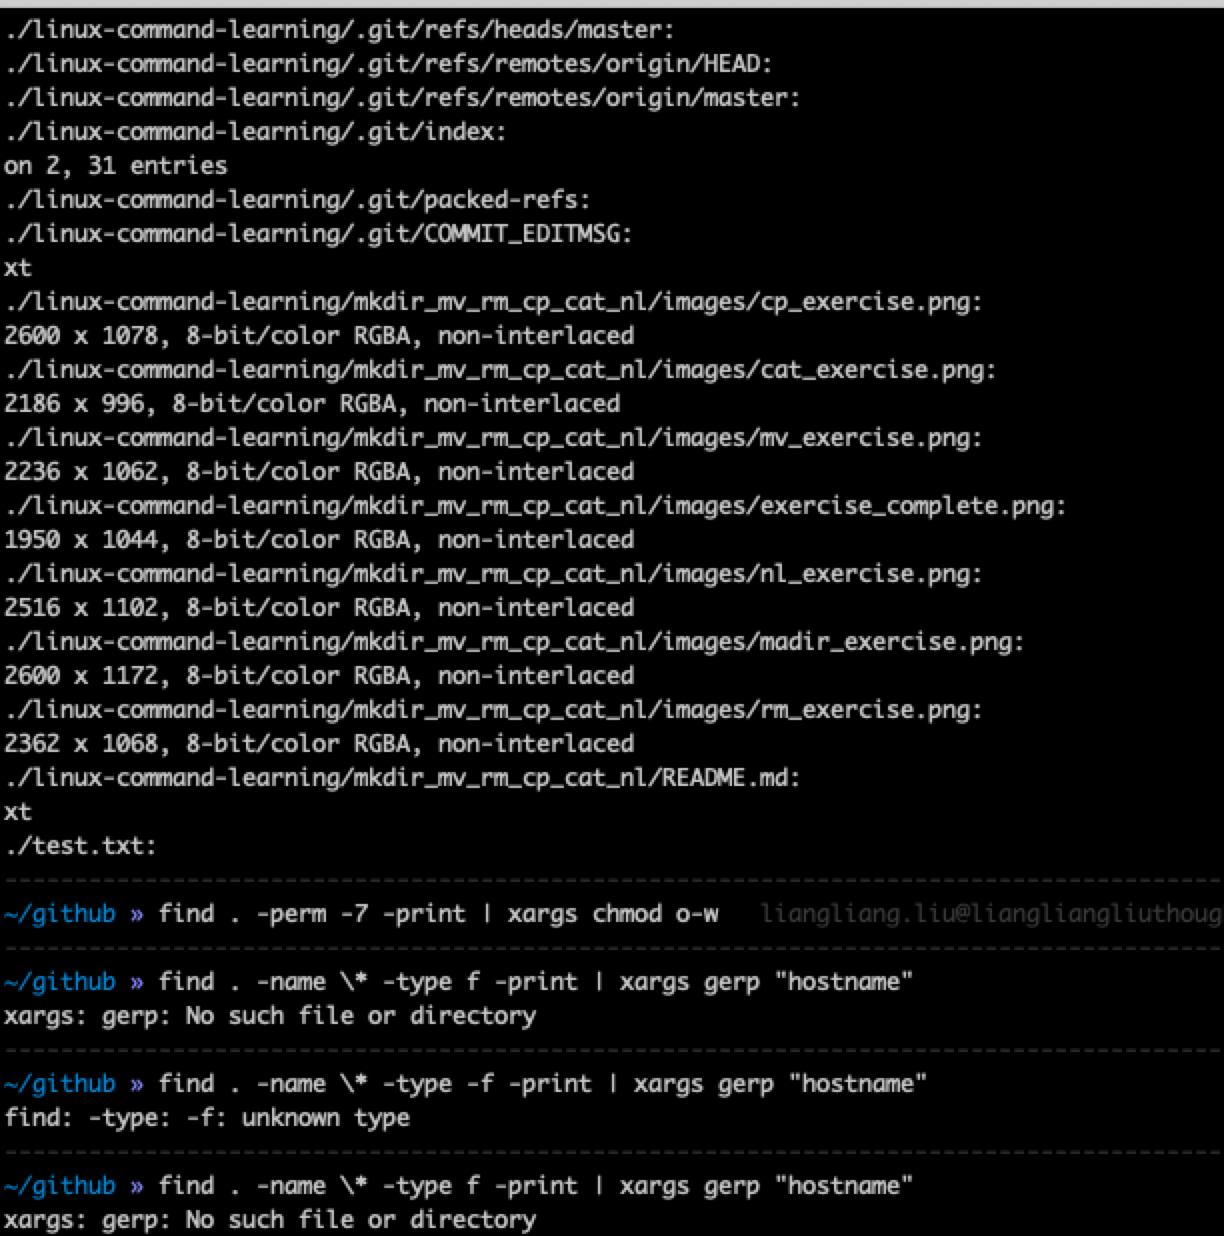 ./linux-command-learning/.git/refs/heads/master:
./linux-command-learning/.git/refs/remotes/origin/HEAD:
./linux-command-learning/.git/refs/remotes/origin/master:
./linux-command-learning/.git/index:
on 2, 31 entries
./linux-command-learning/.git/packed-refs:
./linux-command-learning/.git/COMMIT_EDITMSG:
xt
./linux-command-learning/mkdir_mv_rm_cp_cat_nl/images/cp_exercise.png:
2600 x 1078, 8-bit/color RGBA, non-interlaced
./linux-command-learning/mkdir_mv_rm_cp_cat_nl/images/cat_exercise.png:
2186 x 996, 8-bit/color RGBA, non-interlaced
./linux-command-learning/mkdir_mv_rm_cp_cat_nl/images/mv_exercise.png:
2236 x 1062, 8-bit/color RGBA, non-interlaced
./linux-command-learning/mkdir_mv_rm_cp_cat_nl/images/exercise_complete.png:
1950 x 1044, 8-bit/color RGBA, non-interlaced
./linux-command-learning/mkdir_mv_rm_cp_cat_nl/images/nl_exercise.png:
2516 x 1102, 8-bit/color RGBA, non-interlaced
./linux-command-learning/mkdir_mv_rm_cp_cat_nl/images/madir_exercise.png:
2600 x 1172, 8-bit/color RGBA, non-interlaced
./linux-command-learning/mkdir_mv_rm_cp_cat_nl/images/rm_exercise.png:
2362 x 1068, 8-bit/color RGBA, non-interlaced
./linux-command-learning/mkdir_mv_rm_cp_cat_nl/README.md:
xt
./test.txt:
~/github » find . -perm -7 -print | xargs chmod o-w liangliang.liu@liangliangliuthoug
~/github » find . -name \* -type f -print | xargs gerp "hostname"
xargs: gerp: No such file or directory
~/github » find . -name \* -type -f -print | xargs gerp "hostname"
find: -type: -f: unknown type
~/github » find . -name \* -type f -print | xargs gerp "hostname"
xargs: gerp: No such file or directory